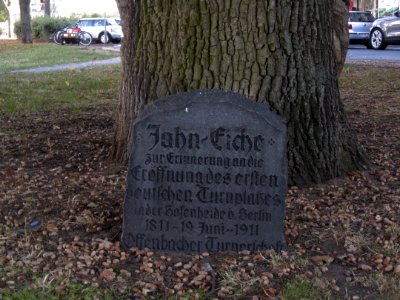 Jahn-Eiche
zur Erinnerung an die
Eröffnung des ersten
deutschen Turnplatzes
in der Hasenheide b. Berlin
1811-19 Juni-1911
Offenbacher Turnerschaft